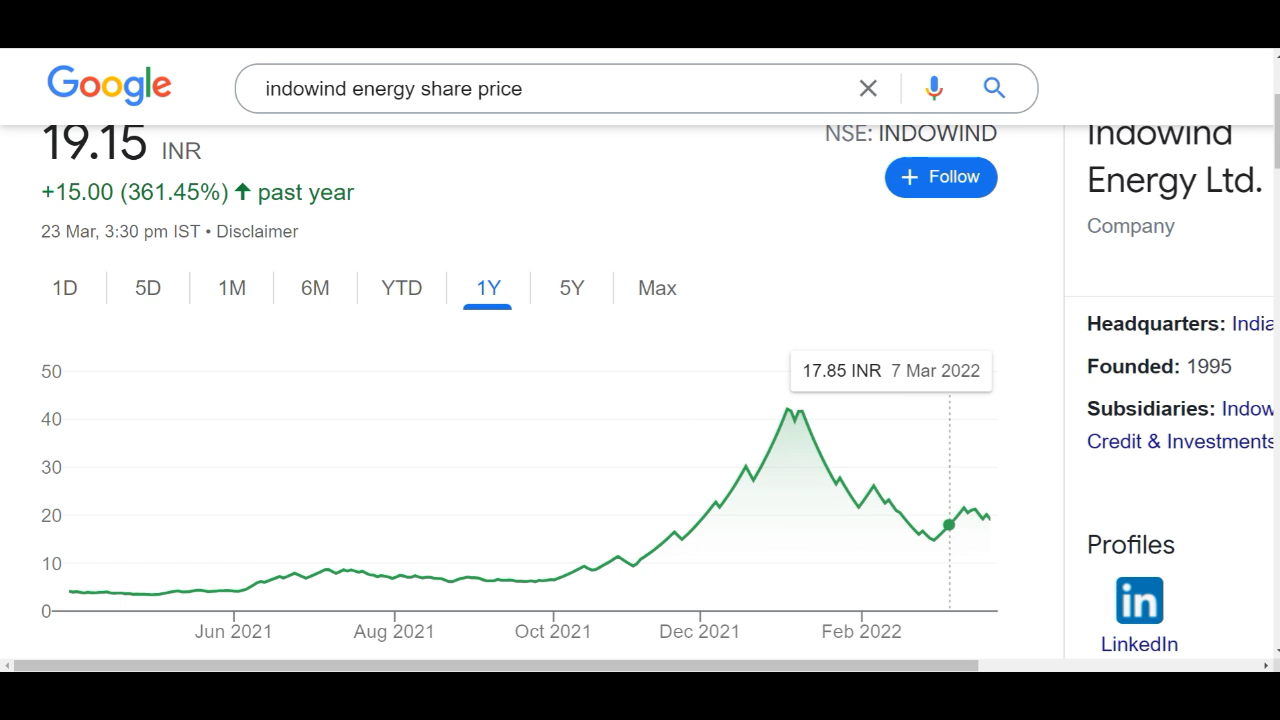 Google
indowind energy share price
19.15 INR
+15.00 (361.45%) ↑ past year
23 Mar, 3:30 pm IST • Disclaimer
NSE: INDOWIND
+ Follow
1D 5D 1M 6M YTD 1Y 5Y Max
17.85 INR 7 Mar 2022
50
40
30
20
10
0
Jun 2021 Aug 2021 Oct 2021 Dec 2021 Feb 2022
Indowind
Energy Ltd.
Company
Headquarters: India
Founded: 1995
Subsidiaries: Indow
Credit & Investments
Profiles
in
LinkedIn